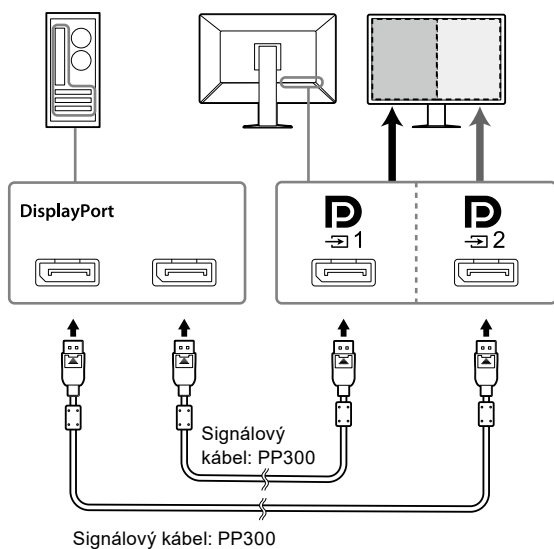 DisplayPort
1
2
Signálový
kábel: PP300
Signálový kábel: PP300